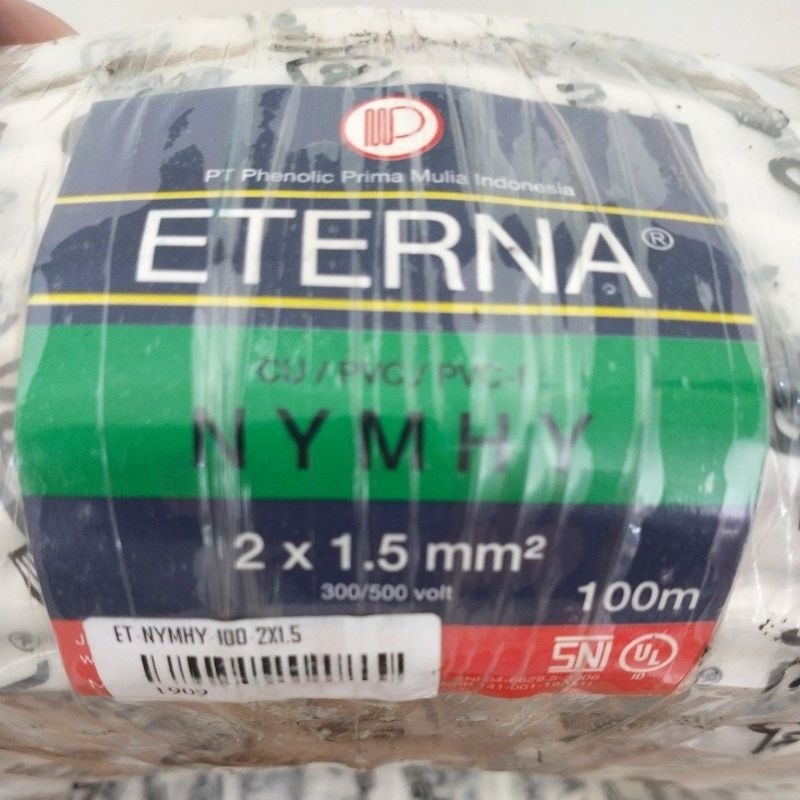 PT Phenolic Prima Mulia Indonesia
ETERNA®
CU / PVC / PVC-f
NYMHY
2 x 1.5 mm²
300/500 volt
100m
ET-NYMHY-100-2X1.5
1909
SNI
UL
ID